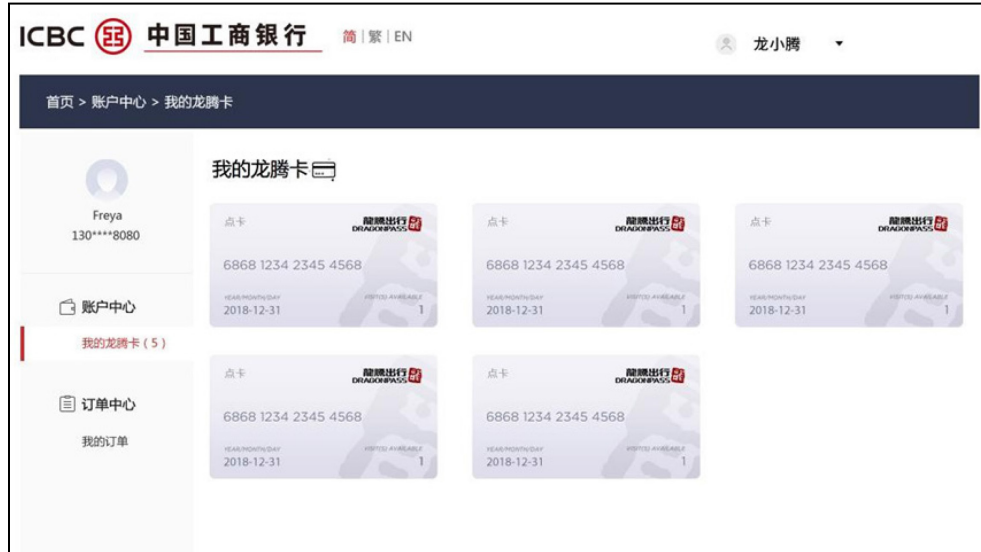 ICBC 中国工商银行 简 | 繁 | EN 龙小腾
首页 > 账户中心 > 我的龙腾卡
我的龙腾卡
Freya
130****8080
账户中心
我的龙腾卡 ( 5 )
订单中心
我的订单
点卡 龍騰出行
DRAGONPASS
6868 1234 2345 4568
YEAR/MONTH/DAY VISIT(S) AVAILABLE
2018-12-31 1
点卡 龍騰出行
DRAGONPASS
6868 1234 2345 4568
YEAR/MONTH/DAY VISIT(S) AVAILABLE
2018-12-31 1
点卡 龍騰出行
DRAGONPASS
6868 1234 2345 4568
YEAR/MONTH/DAY VISIT(S) AVAILABLE
2018-12-31 1
点卡 龍騰出行
DRAGONPASS
6868 1234 2345 4568
YEAR/MONTH/DAY VISIT(S) AVAILABLE
2018-12-31 1
点卡 龍騰出行
DRAGONPASS
6868 1234 2345 4568
YEAR/MONTH/DAY VISIT(S) AVAILABLE
2018-12-31 1